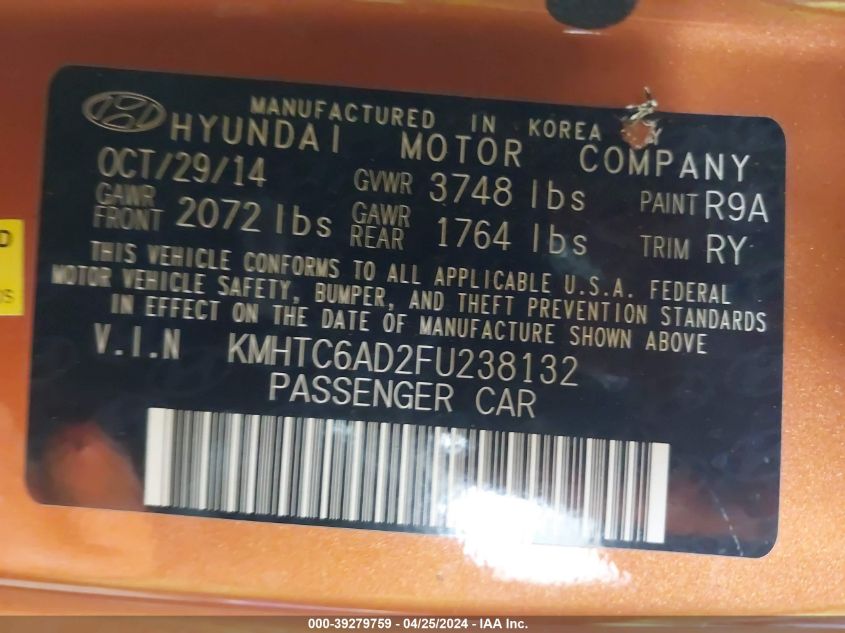 MANUFACTURED IN KOREA BY
HYUNDAI MOTOR COMPANY
OCT/29/14 GVWR 3748 lbs PAINT R9A
GAWR FRONT 2072 lbs GAWR REAR 1764 lbs TRIM RY
THIS VEHICLE CONFORMS TO ALL APPLICABLE U.S.A. FEDERAL
MOTOR VEHICLE SAFETY, BUMPER, AND THEFT PREVENTION STANDARDS
IN EFFECT ON THE DATE OF MANUFACTURE SHOWN ABOVE
V.I.N KMHTC6AD2FU238132
PASSENGER CAR
000-39279759 - 04/25/2024 - IAA, Inc.